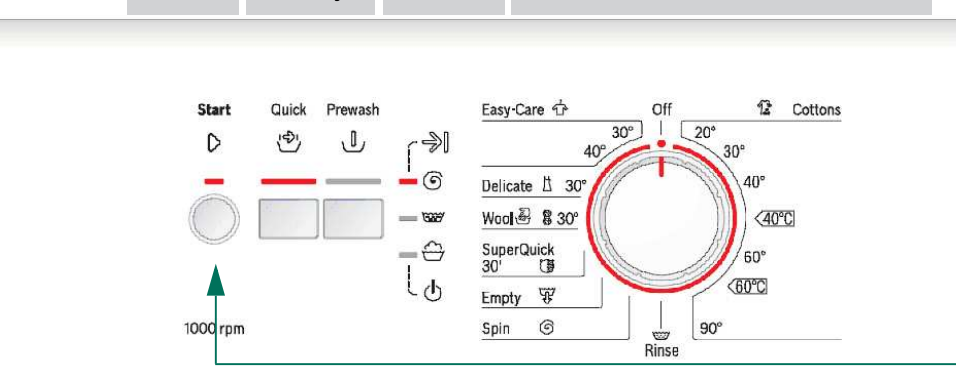 Start Quick Prewash
1000 rpm
Easy-Care
30°
40°
Delicate 30°
Wool 30°
SuperQuick
30'
Empty
Spin
Off
Cottons
20°
30°
40°
40°C
60°
60°C
90°
Rinse